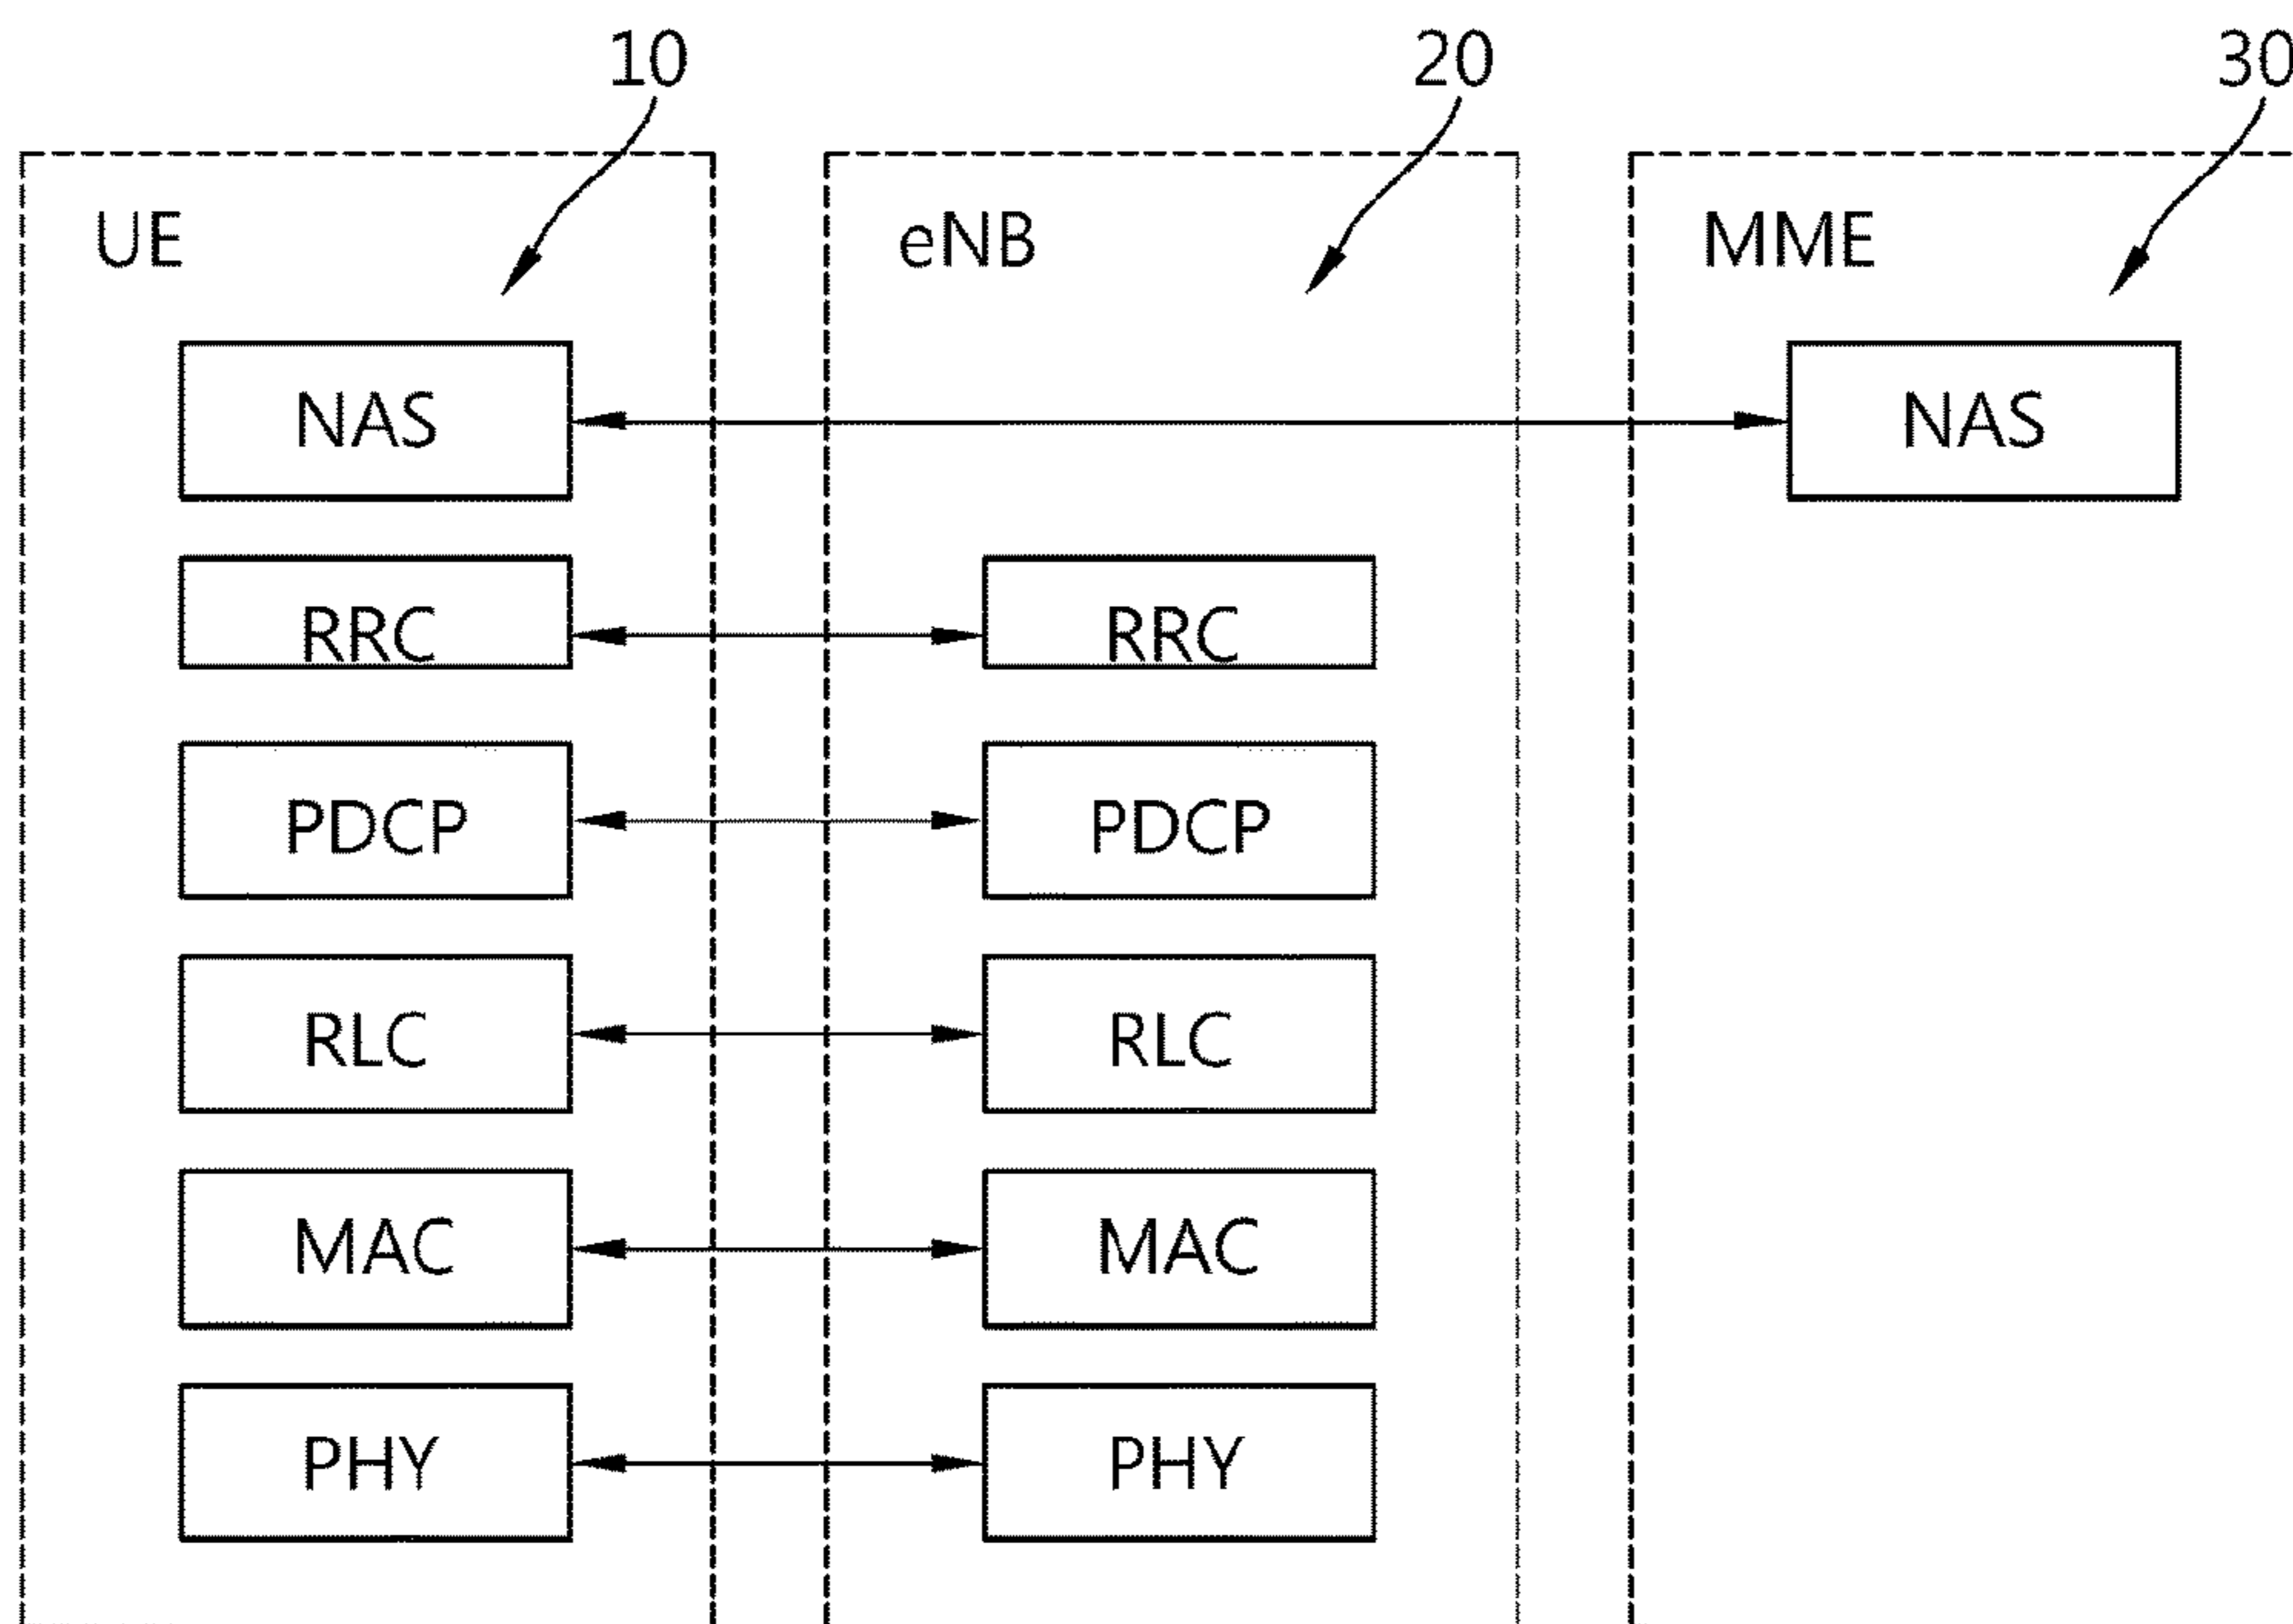 10 20 30
UE eNB MME
NAS NAS
RRC RRC
PDCP PDCP
RLC RLC
MAC MAC
PHY PHY